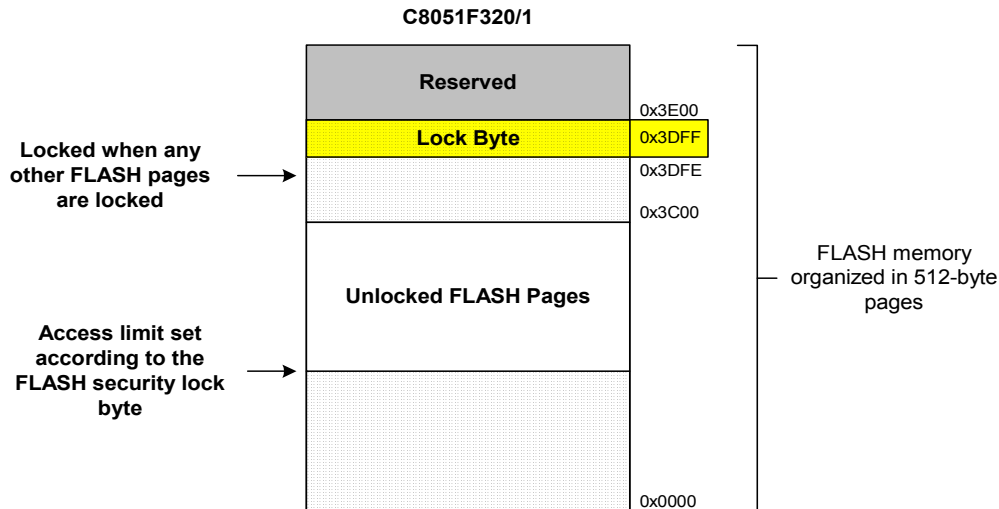 C8051F320/1
Reserved
0x3E00
Lock Byte
0x3DFF
Locked when any
other FLASH pages
are locked
0x3DFE
0x3C00
FLASH memory
organized in 512-byte
pages
Unlocked FLASH Pages
Access limit set
according to the
FLASH security lock
byte
0x0000